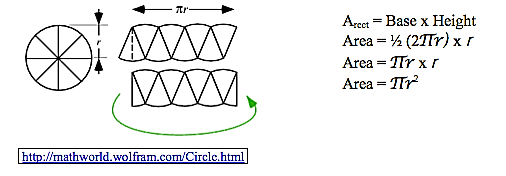 πr
r
A_rect = Base x Height
Area = ½ (2πr) x r
Area = πr x r
Area = πr²
http://mathworld.wolfram.com/Circle.html